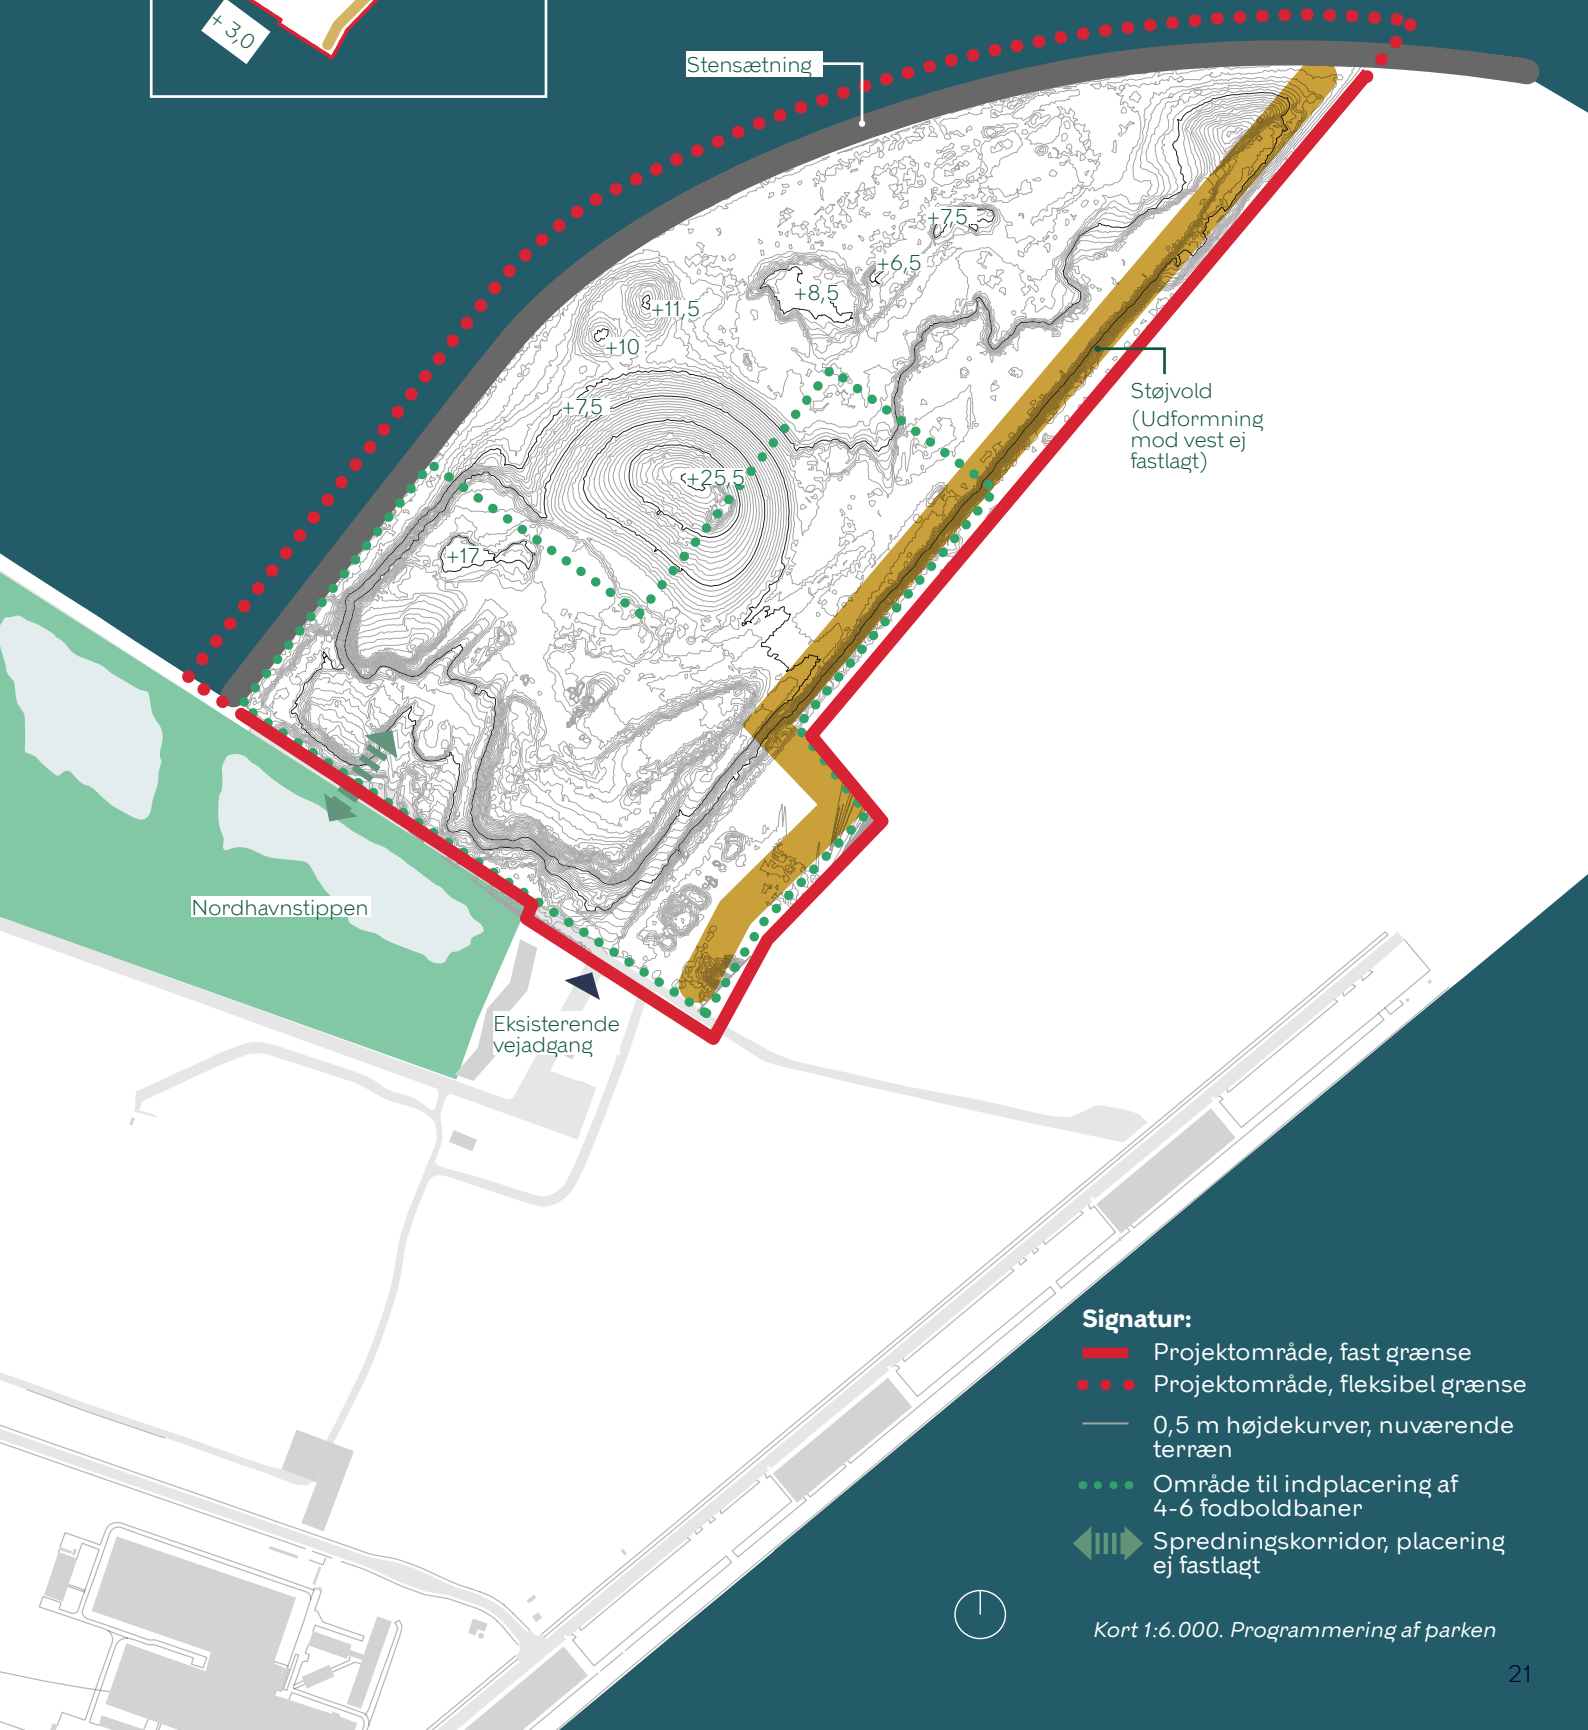 + 3,0
Stensætning
+7,5
+6,5
+8,5
+11,5
+10
+7,5
+25,5
+17
Støjvold
(Udformning
mod vest ej
fastlagt)
Nordhavnstippen
Eksisterende
vejadgang
Signatur:
Projektområde, fast grænse
Projektområde, fleksibel grænse
0,5 m højdekurver, nuværende
terræn
Område til indplacering af
4-6 fodboldbaner
Spredningskorridor, placering
ej fastlagt
Kort 1:6.000. Programmering af parken
21